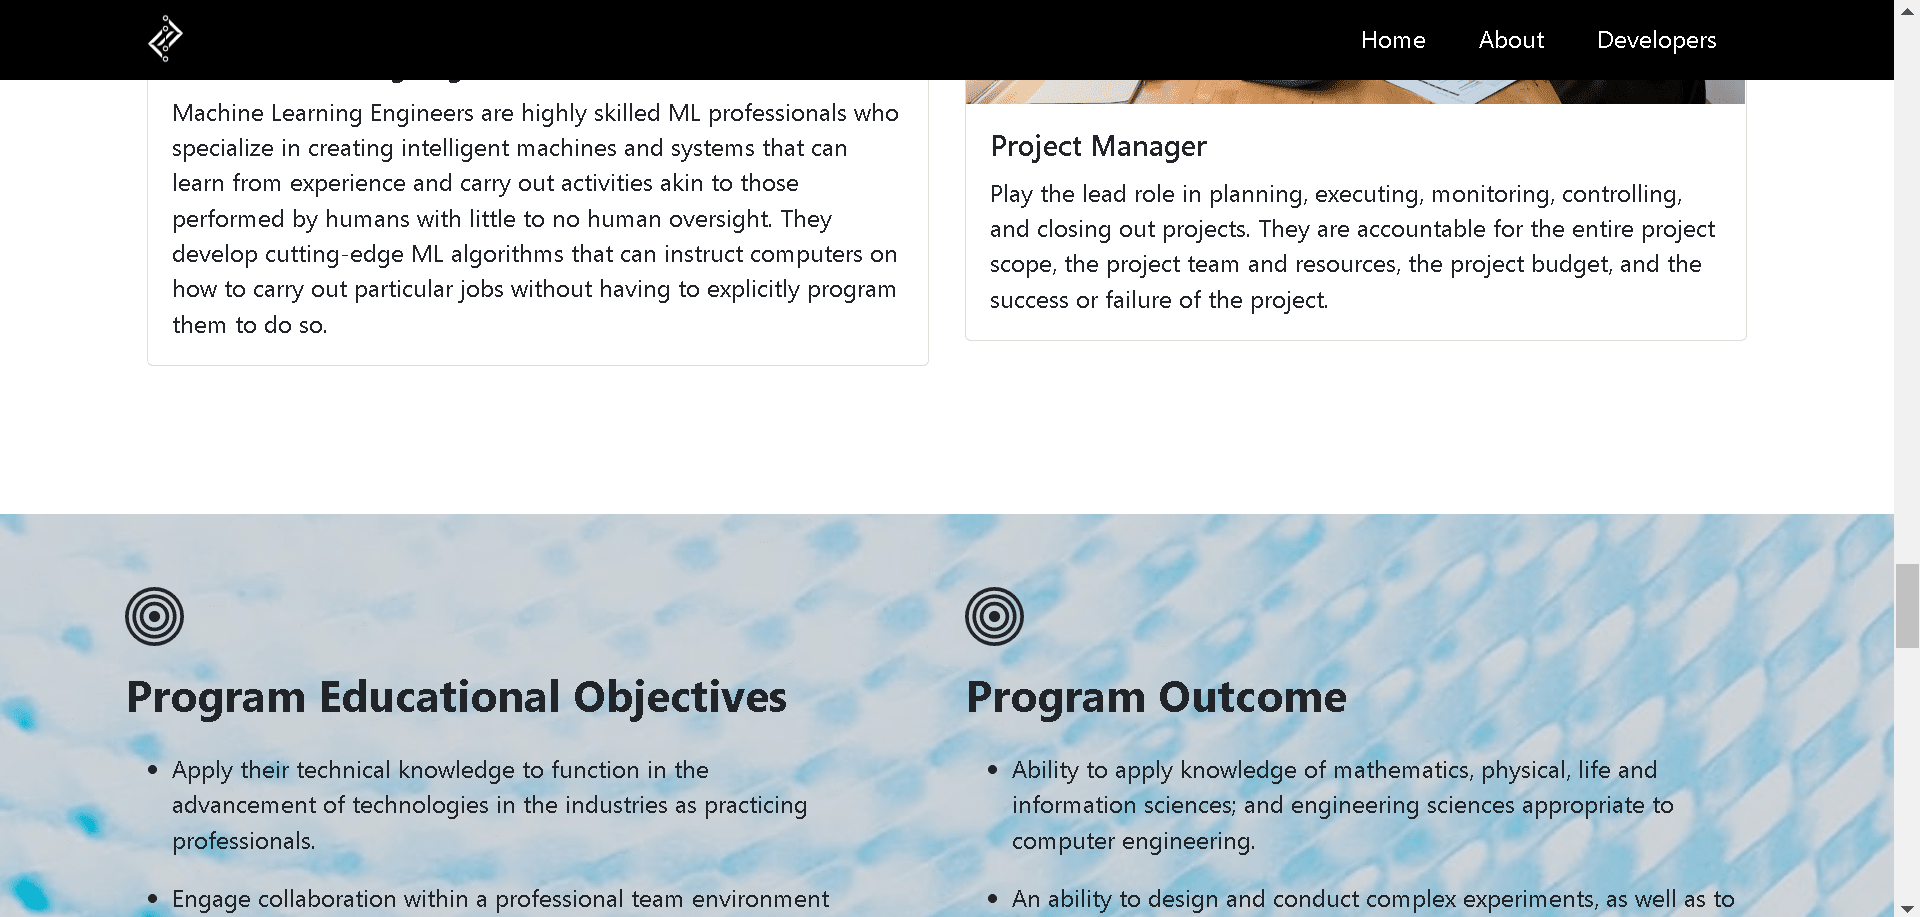 Home About Developers
Machine Learning Engineers are highly skilled ML professionals who
specialize in creating intelligent machines and systems that can
learn from experience and carry out activities akin to those
performed by humans with little to no human oversight. They
develop cutting-edge ML algorithms that can instruct computers on
how to carry out particular jobs without having to explicitly program
them to do so.
Project Manager
Play the lead role in planning, executing, monitoring, controlling,
and closing out projects. They are accountable for the entire project
scope, the project team and resources, the project budget, and the
success or failure of the project.
Program Educational Objectives
Apply their technical knowledge to function in the
advancement of technologies in the industries as practicing
professionals.
Engage collaboration within a professional team environment
Program Outcome
Ability to apply knowledge of mathematics, physical, life and
information sciences; and engineering sciences appropriate to
computer engineering.
An ability to design and conduct complex experiments, as well as to